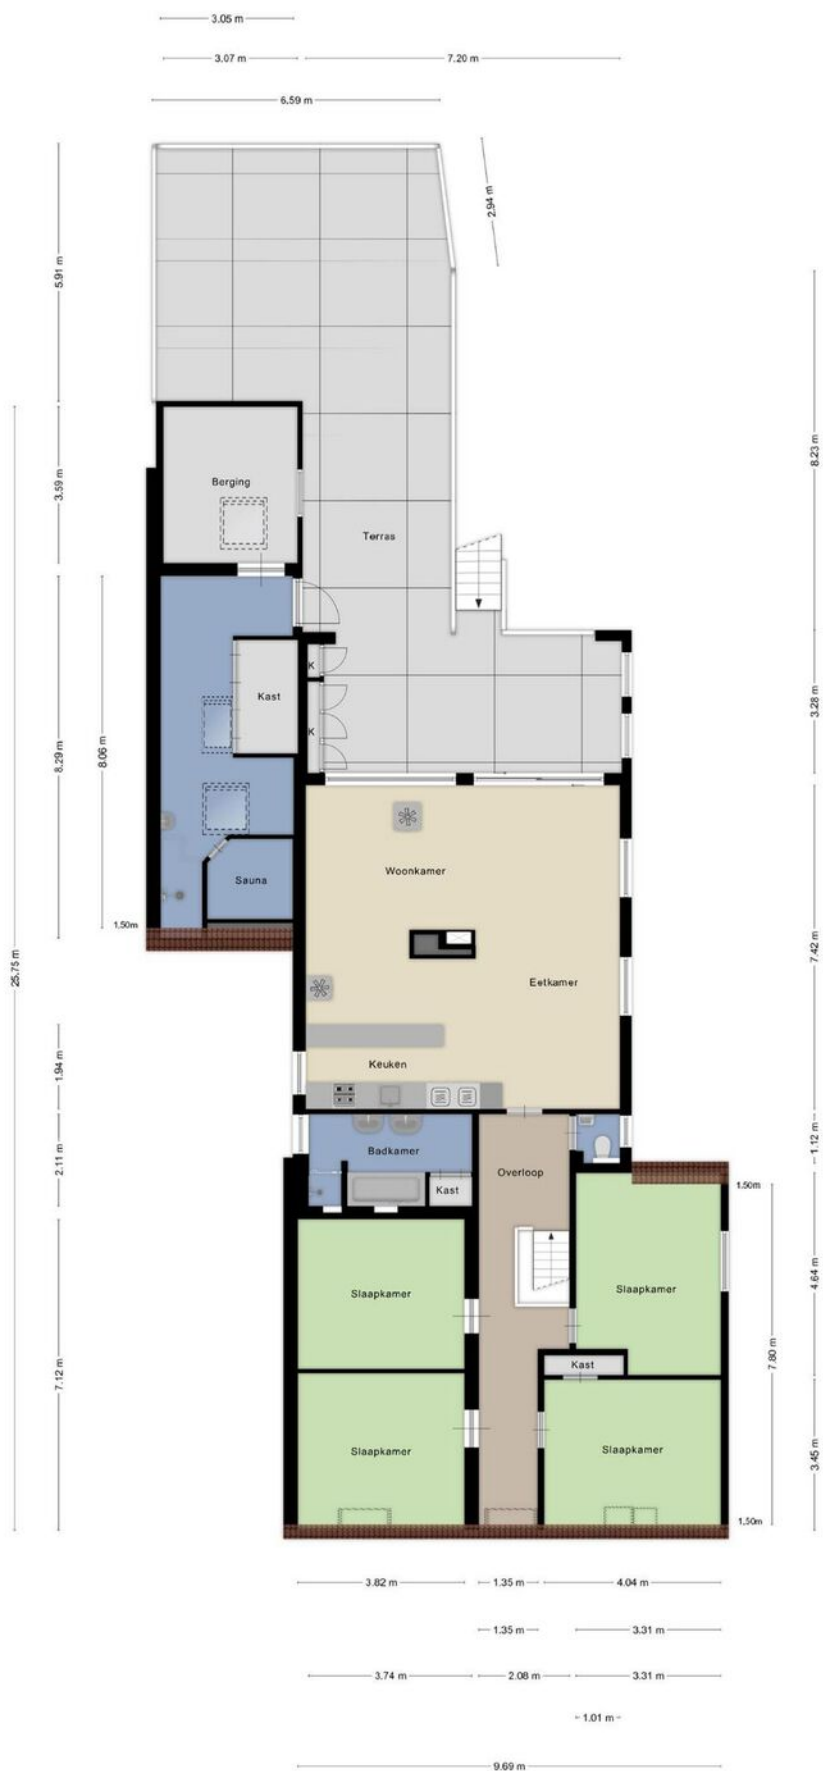 3.05 m
3.07 m
7.20 m
6.59 m
2.94 m
5.91 m
8.23 m
25.75 m
3.59 m
Berging
Terras
K
Kast
3.28 m
K
8.29 m
8.06 m
Woonkamer
Sauna
1,50m
7.42 m
Eetkamer
1.94 m
Keuken
2.11 m
Badkamer
1.12 m
Overloop
Kast
1,50m
4.64 m
Slaapkamer
Slaapkamer
7.80 m
Kast
7.12 m
Slaapkamer
Slaapkamer
3.45 m
1,50m
3.82 m
1.35 m
4.04 m
1.35 m
3.31 m
3.74 m
2.08 m
3.31 m
1.01 m
9.69 m